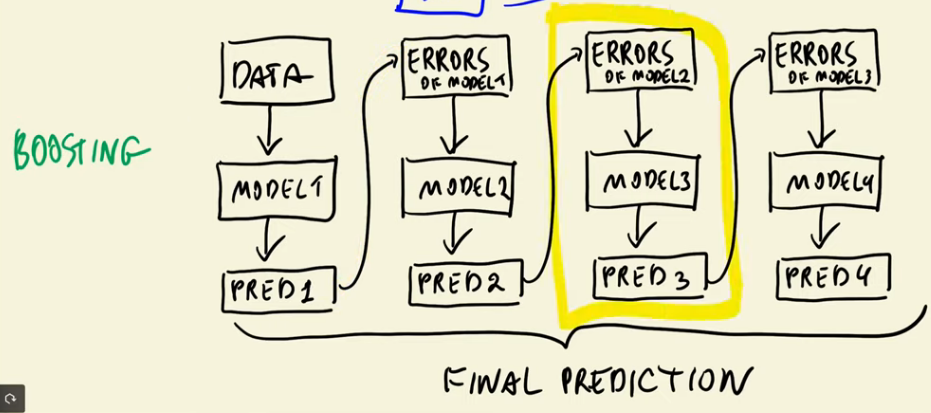 DATA
ERRORS
OF MODEL1
ERRORS
OF MODEL2
ERRORS
OF MODEL3
BOOSTING
MODEL1
MODEL2
MODEL3
MODEL4
PRED1
PRED2
PRED3
PRED4
FINAL PREDICTION